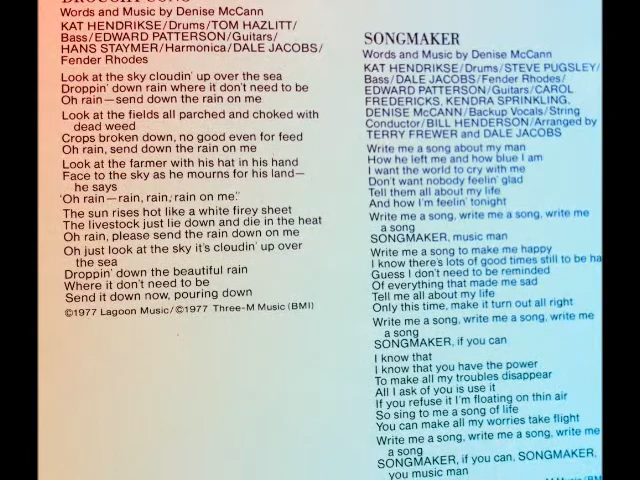 DROUGHT SONG
Words and Music by Denise McCann
KAT HENDRIKSE/Drums/TOM HAZLITT/
Bass/EDWARD PATTERSON/Guitars/
HANS STAYMER/Harmonica/DALE JACOBS/
Fender Rhodes
Look at the sky cloudin' up over the sea
Droppin' down rain where it don't need to be
Oh rain—send down the rain on me
Look at the fields all parched and choked with
dead weed
Crops broken down, no good even for feed
Oh rain, send down the rain on me
Look at the farmer with his hat in his hand
Face to the sky as he mourns for his land—
he says
"Oh rain—rain, rain, rain on me."
The sun rises hot like a white firey sheet
The livestock just lie down and die in the heat
Oh rain, please send the rain down on me
Oh just look at the sky it's cloudin' up over
the sea
Droppin' down the beautiful rain
Where it don't need to be
Send it down now, pouring down
©1977 Lagoon Music/©1977 Three-M Music (BMI)
SONGMAKER
Words and Music by Denise McCann
KAT HENDRIKSE/Drums/STEVE PUGSLEY/
Bass/DALE JACOBS/Fender Rhodes/
EDWARD PATTERSON/Guitars/CAROL
FREDERICKS, KENDRA SPRINKLING,
DENISE McCANN/Backup Vocals/String
Conductor/BILL HENDERSON/Arranged by
TERRY FREWER and DALE JACOBS
Write me a song about my man
How he left me and how blue I am
I want the world to cry with me
Don't want nobody feelin' glad
Tell them all about my life
And how I'm feelin' tonight
Write me a song, write me a song, write me
a song
SONGMAKER, music man
Write me a song to make me happy
I know there's lots of good times still to be ha
Guess I don't need to be reminded
Of everything that made me sad
Tell me all about my life
Only this time, make it turn out all right
Write me a song, write me a song, write me
a song
SONGMAKER, if you can
I know that
I know that you have the power
To make all my troubles disappear
All I ask of you is use it
If you refuse it I'm floating on thin air
So sing to me a song of life
You can make all my worries take flight
Write me a song, write me a song, write me
a song
SONGMAKER, if you can, SONGMAKER,
you music man